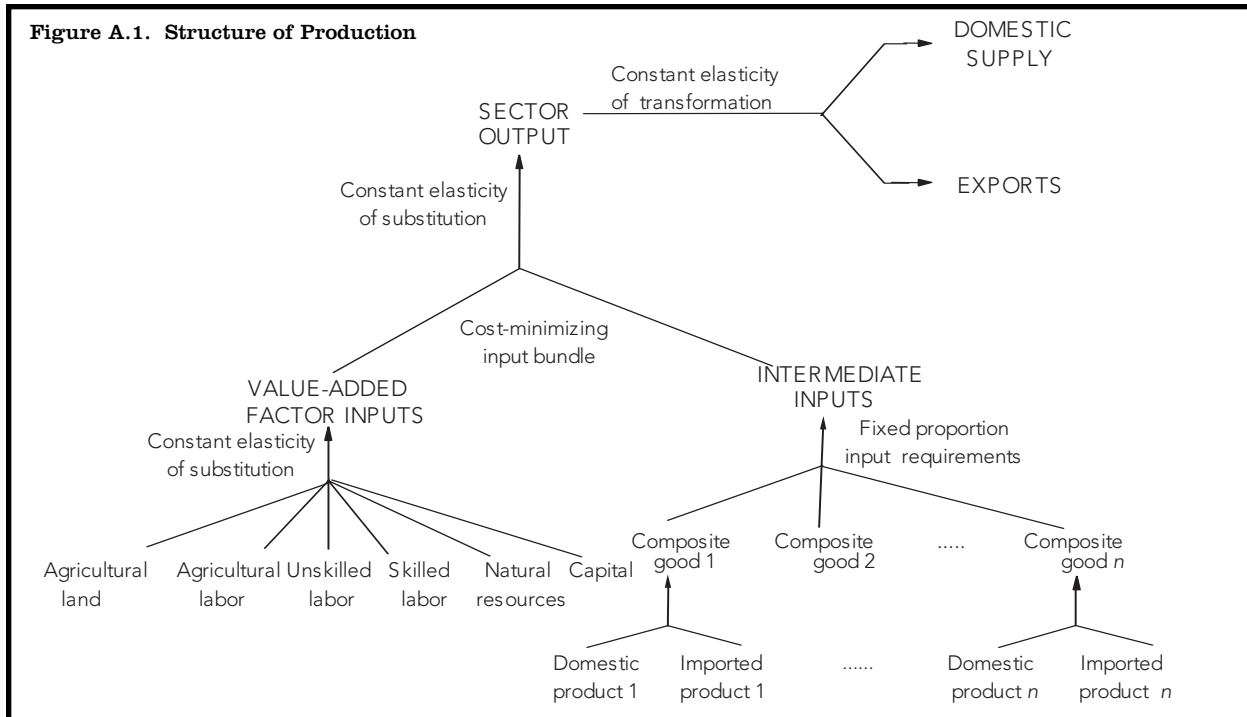 Figure A.1. Structure of Production
DOMESTIC
SUPPLY
Constant elasticity
of transformation
SECTOR
OUTPUT
EXPORTS
Constant elasticity
of substitution
Cost-minimizing
input bundle
VALUE-ADDED
FACTOR INPUTS
INTERMEDIATE
INPUTS
Constant elasticity
of substitution
Fixed proportion
input requirements
Agricultural
land
Agricultural
labor
Unskilled
labor
Skilled
labor
Natural
resources
Capital
Composite
good 1
Composite
good 2
.....
Composite
good n
Domestic
product 1
Imported
product 1
......
Domestic
product n
Imported
product n